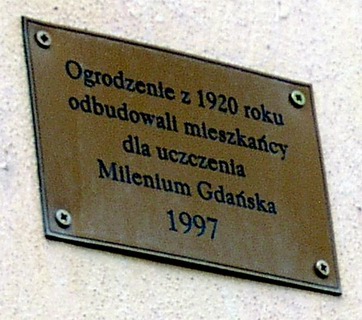 Ogrodzenie z 1920 roku
odbudowali mieszkańcy
dla uczczenia
Milenium Gdańska
1997